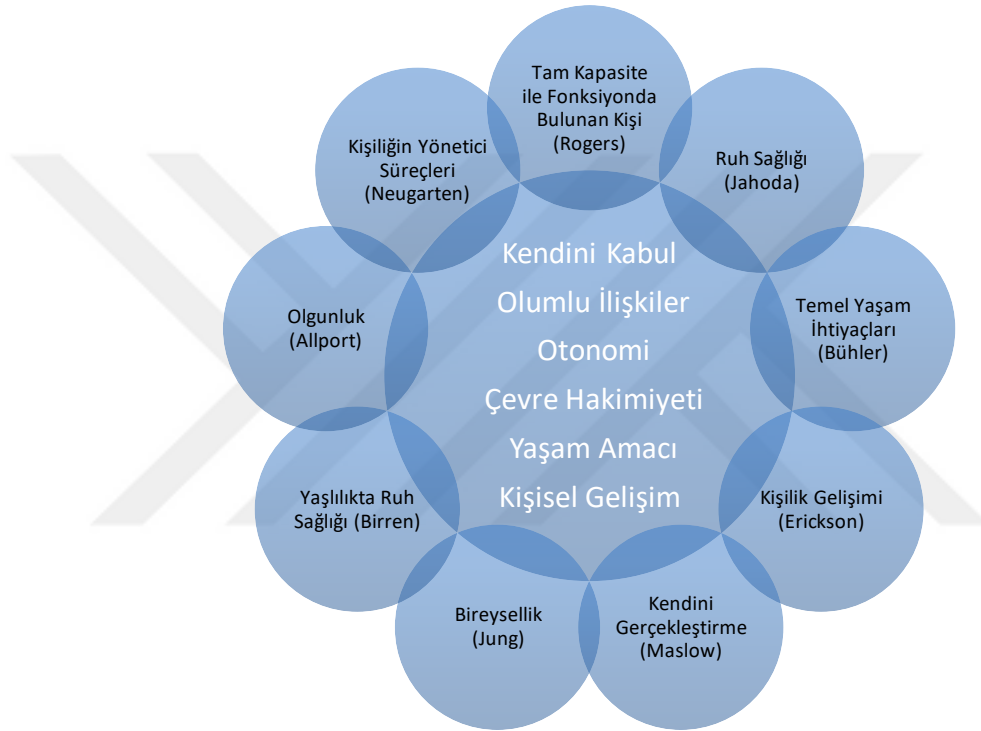 Tam Kapasite
ile Fonksiyonda
Bulunan Kişi
(Rogers)
Ruh Sağlığı
(Jahoda)
Temel Yaşam
İhtiyaçları
(Bühler)
Kişilik Gelişimi
(Erickson)
Kendini
Gerçekleştirme
(Maslow)
Bireysellik
(Jung)
Yaşlılıkta Ruh
Sağlığı (Birren)
Olgunluk
(Allport)
Kişiliğin Yönetici
Süreçleri
(Neugarten)
Kendini Kabul
Olumlu İlişkiler
Otonomi
Çevre Hakimiyeti
Yaşam Amacı
Kişisel Gelişim